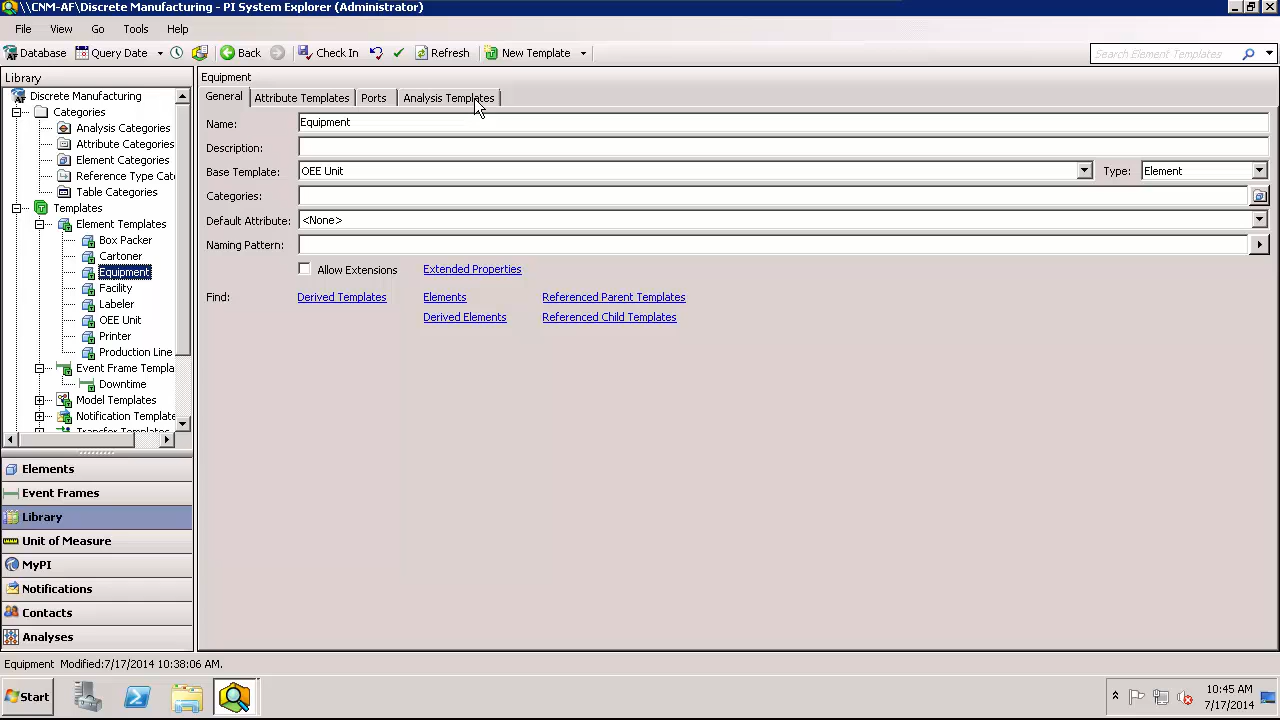 \\CNM-AF\Discrete Manufacturing - PI System Explorer (Administrator)
File View Go Tools Help
Database Query Date Back Check In Refresh New Template Search Element Templates
Library
Discrete Manufacturing
Categories
Analysis Categories
Attribute Categories
Element Categories
Reference Type Cate
Table Categories
Templates
Element Templates
Box Packer
Cartoner
Equipment
Facility
Labeler
OEE Unit
Printer
Production Line
Event Frame Templa
Downtime
Model Templates
Notification Template
Transfer Templates
Elements
Event Frames
Library
Unit of Measure
MyPI
Notifications
Contacts
Analyses
Equipment
General Attribute Templates Ports Analysis Templates
Name: Equipment
Description:
Base Template: OEE Unit Type: Element
Categories:
Default Attribute: <None>
Naming Pattern:
Allow Extensions Extended Properties
Find: Derived Templates Elements Referenced Parent Templates
Derived Elements Referenced Child Templates
Equipment Modified:7/17/2014 10:38:06 AM.
Start
10:45 AM
7/17/2014